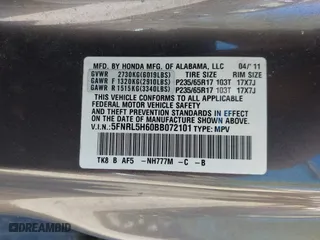 MFD. BY HONDA MFG. OF ALABAMA, LLC 04/'11
GVWR 2730KG(6019LBS) TIRE SIZE RIM SIZE
GAWR F 1320KG(2910LBS) P235/65R17 103T 17X7J
GAWR R 1515KG(3340LBS) P235/65R17 103T 17X7J
THIS VEHICLE CONFORMS TO ALL APPLICABLE FEDERAL MOTOR
VEHICLE SAFETY AND THEFT PREVENTION
STANDARDS IN EFFECT ON THE DATE OF
MANUFACTURE SHOWN ABOVE.
V.I.N.: 5FNRL5H60BB072101 TYPE: MPV
TK8 B AF5 -NH777M -C -B
DREAMBID